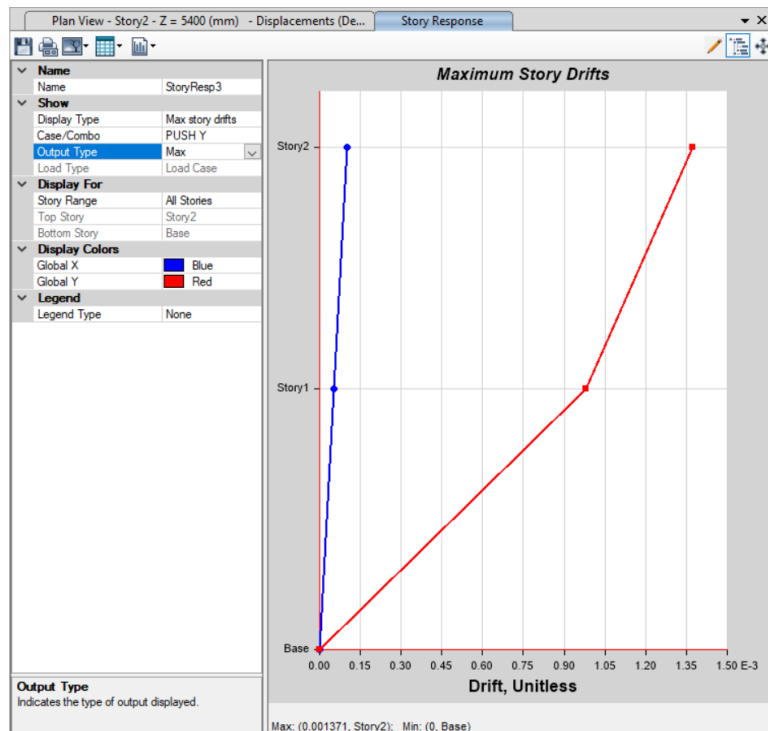 Plan View - Story2 - Z = 5400 (mm) - Displacements (De...
Story Response
Name
Name StoryResp3
Show
Display Type Max story drifts
Case/Combo PUSH Y
Output Type Max
Load Type Load Case
Display For
Story Range All Stories
Top Story Story2
Bottom Story Base
Display Colors
Global X Blue
Global Y Red
Legend
Legend Type None
Output Type
Indicates the type of output displayed.
Maximum Story Drifts
Story2
Story1
Base
0.00 0.15 0.30 0.45 0.60 0.75 0.90 1.05 1.20 1.35 1.50 E-3
Drift, Unitless
Max: (0.001371, Story2); Min: (0, Base)